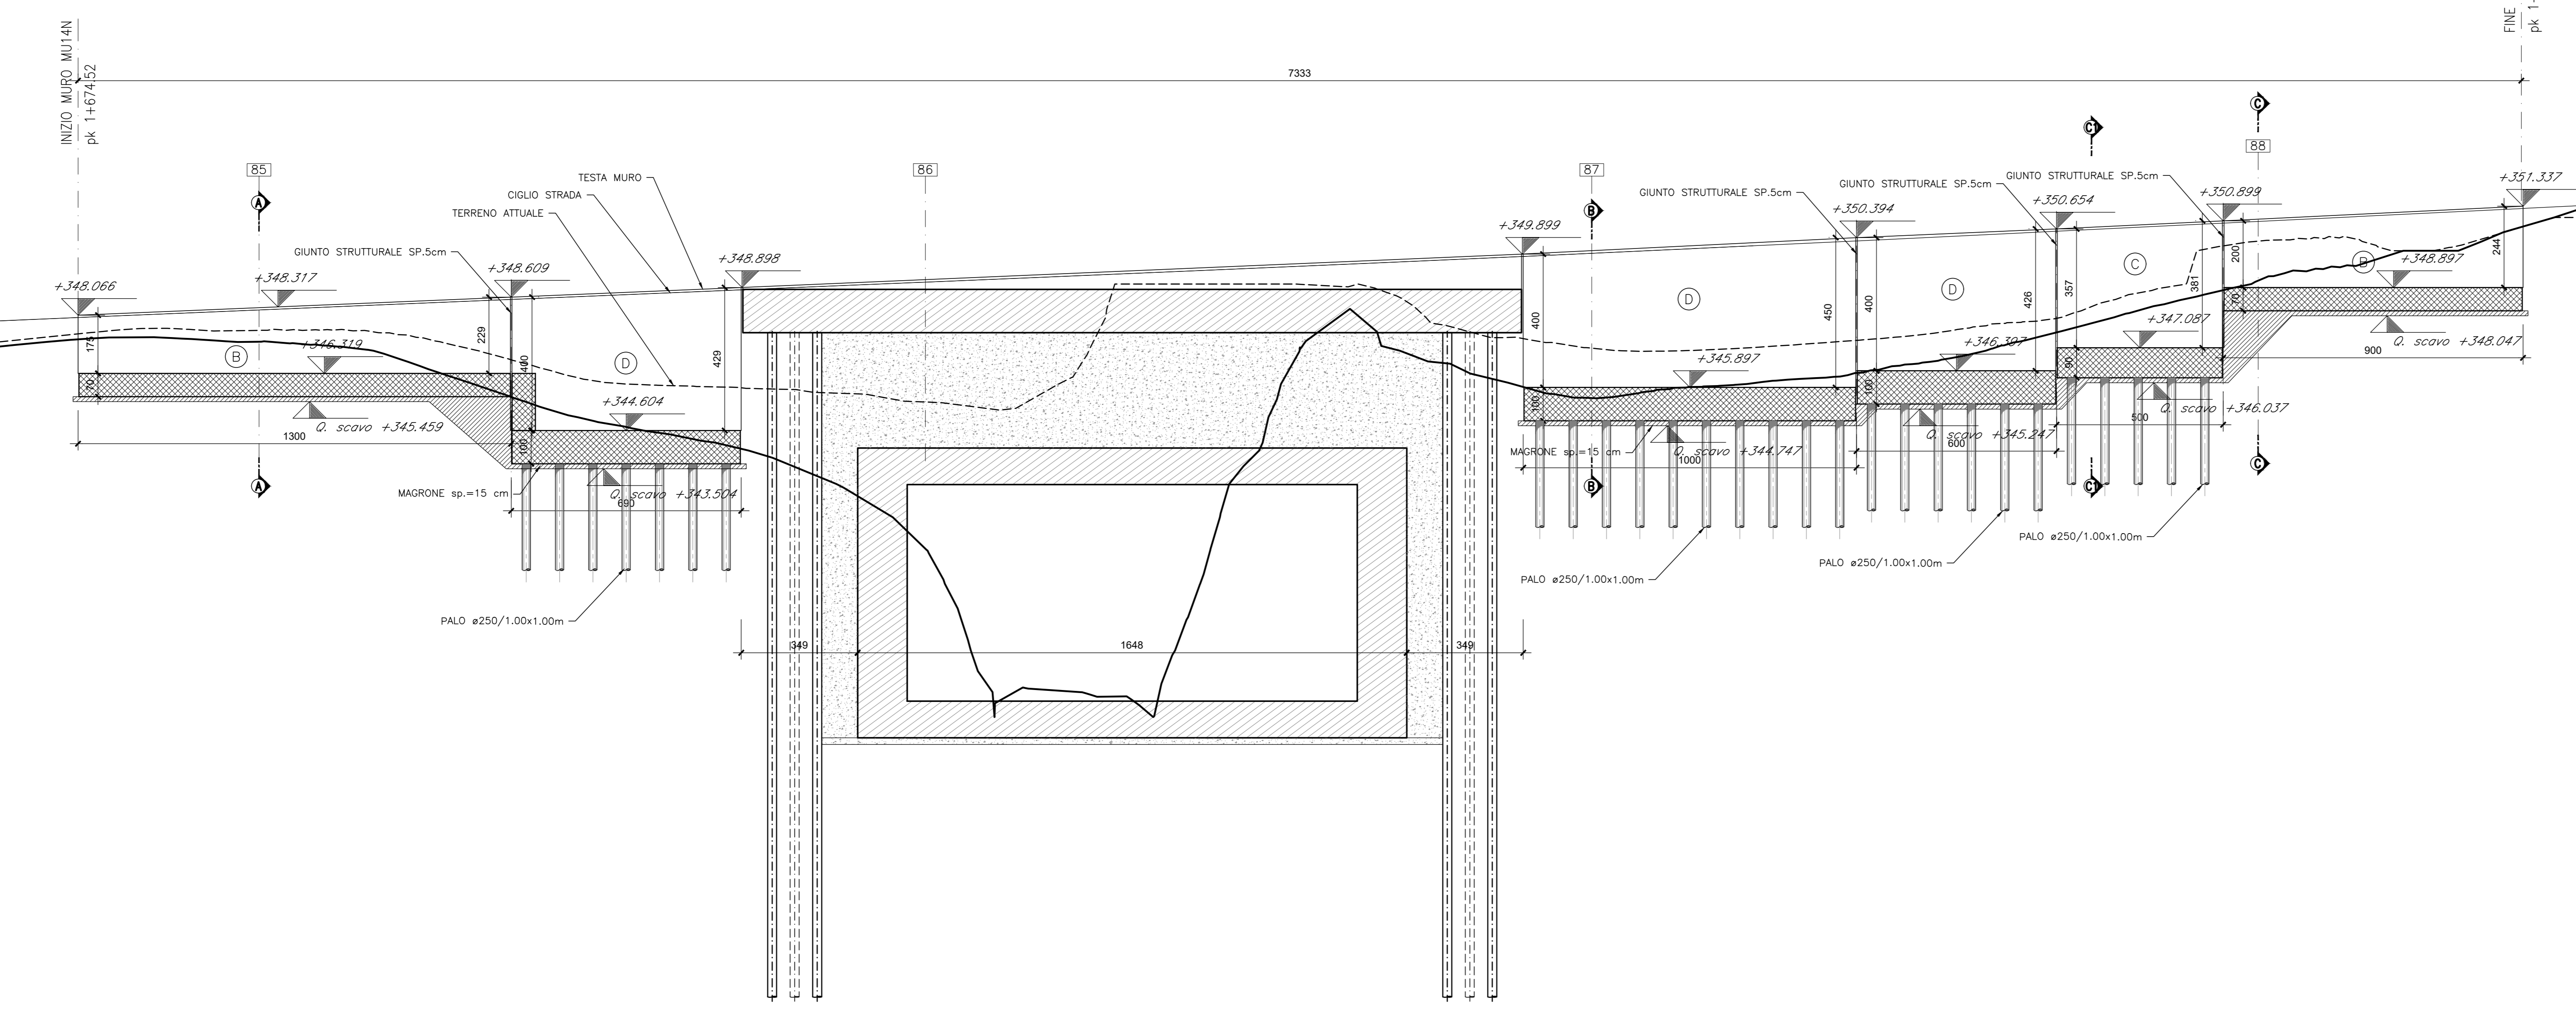 INIZIO MURO MU14N
pk 1+674.52
FINE
pk 1-
7333
85
86
87
88
A
B
C1
C
TESTA MURO
CIGLIO STRADA
TERRENO ATTUALE
GIUNTO STRUTTURALE SP.5cm
GIUNTO STRUTTURALE SP.5cm
GIUNTO STRUTTURALE SP.5cm
GIUNTO STRUTTURALE SP.5cm
+348.066
+348.317
+348.609
+348.898
+349.899
+350.394
+350.654
+350.899
+351.337
175
229
400
429
400
450
400
426
357
381
200
244
B
D
D
D
C
B
+346.319
+344.604
+345.897
+346.397
+347.087
+348.897
70
100
100
100
90
70
Q. scavo +345.459
Q. scavo +343.504
Q. scavo +344.747
Q. scavo +345.247
Q. scavo +346.037
Q. scavo +348.047
1300
690
1000
600
500
900
MAGRONE sp.=15 cm
MAGRONE sp.=15 cm
A
B
C1
C
PALO ø250/1.00x1.00m
PALO ø250/1.00x1.00m
PALO ø250/1.00x1.00m
PALO ø250/1.00x1.00m
349
1648
349